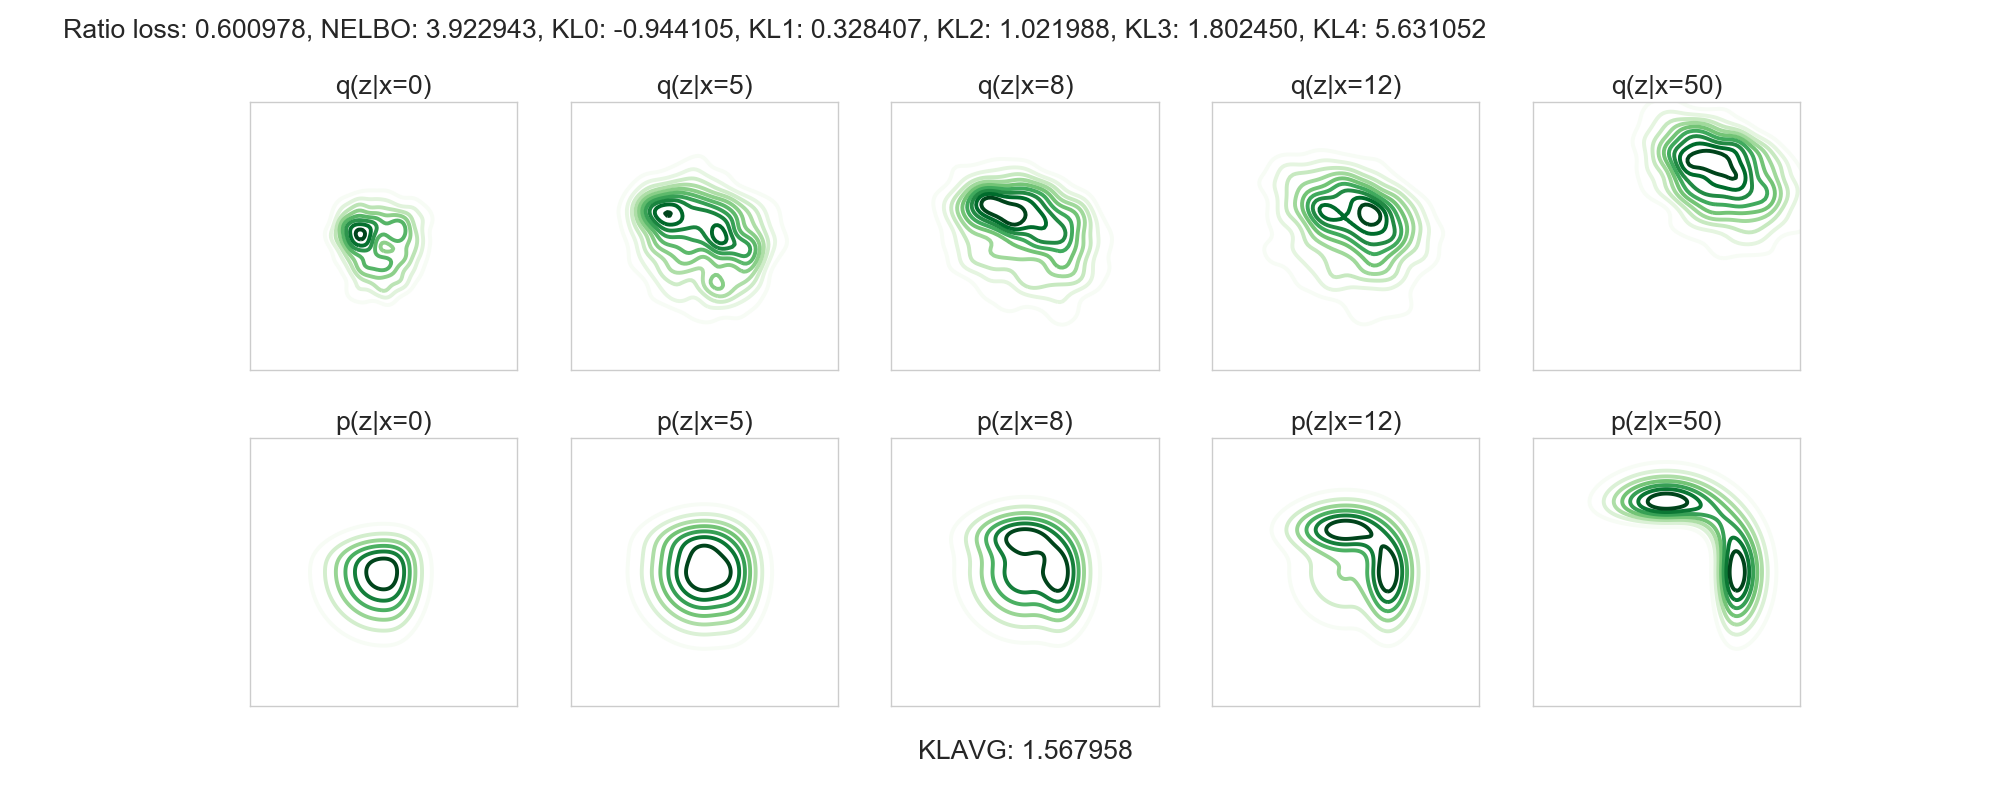 Ratio loss: 0.600978, NELBO: 3.922943, KL0: -0.944105, KL1: 0.328407, KL2: 1.021988, KL3: 1.802450, KL4: 5.631052
q(z|x=0) q(z|x=5) q(z|x=8) q(z|x=12) q(z|x=50)
p(z|x=0) p(z|x=5) p(z|x=8) p(z|x=12) p(z|x=50)
KLAVG: 1.567958